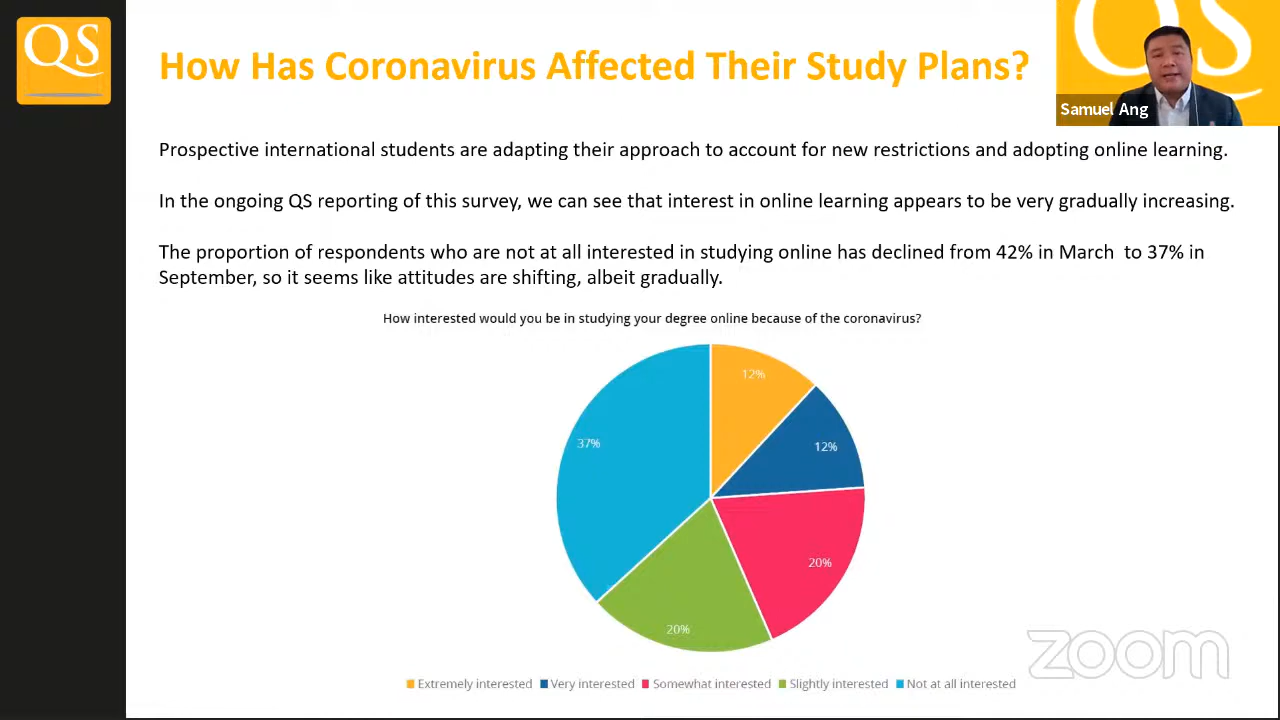 QS
How Has Coronavirus Affected Their Study Plans?
QS
Samuel Ang
Prospective international students are adapting their approach to account for new restrictions and adopting online learning.
In the ongoing QS reporting of this survey, we can see that interest in online learning appears to be very gradually increasing.
The proportion of respondents who are not at all interested in studying online has declined from 42% in March to 37% in
September, so it seems like attitudes are shifting, albeit gradually.
How interested would you be in studying your degree online because of the coronavirus?
12%
12%
37%
20%
20%
zoom
Extremely interested Very interested Somewhat interested Slightly interested Not at all interested